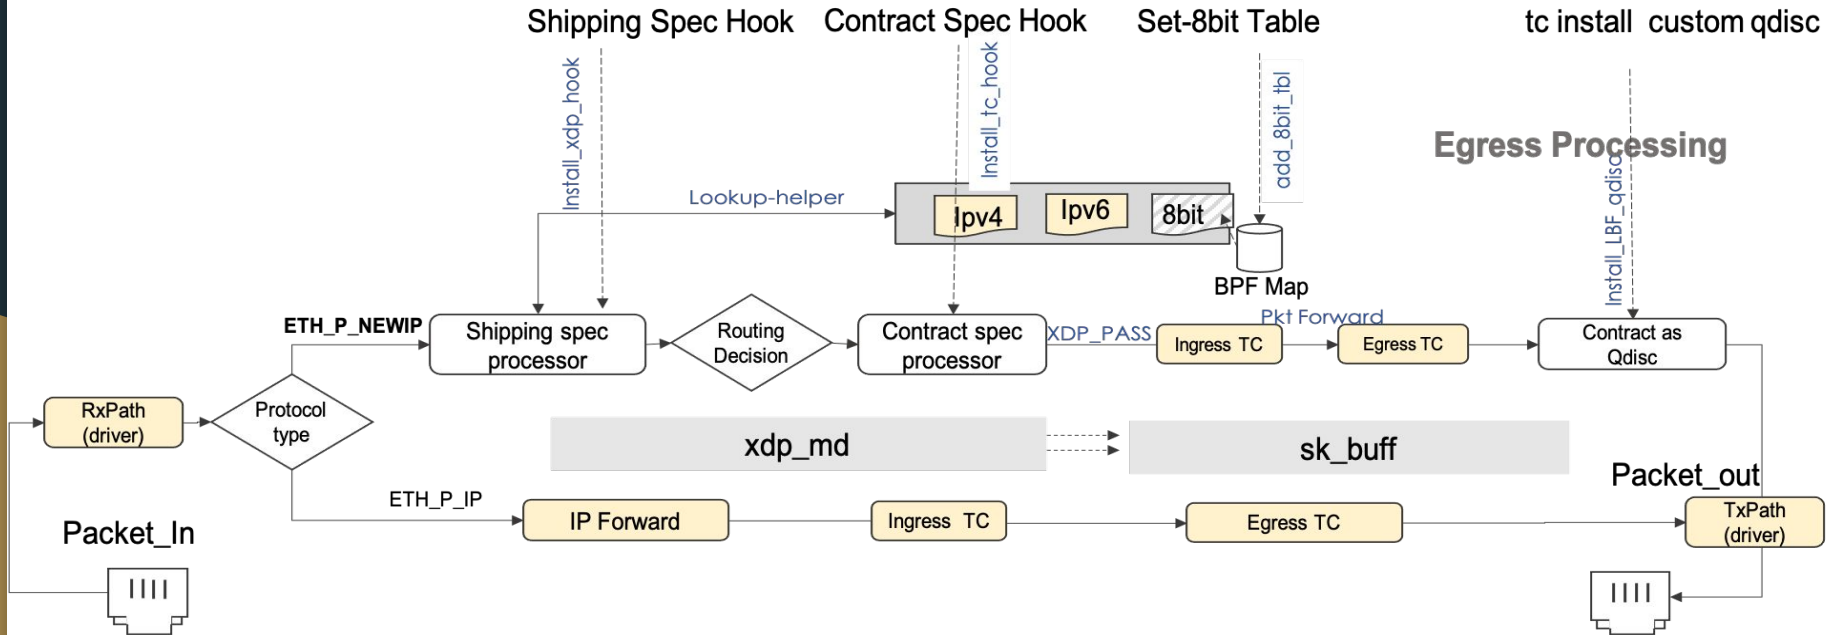 Shipping Spec Hook
Contract Spec Hook
Set-8bit Table
tc install custom qdisc
Install_xdp_hook
Install_tc_hook
add_8bit_tbl
Egress Processing
Install_LBF_qdisc
Lookup-helper
Ipv4
Ipv6
8bit
BPF Map
ETH_P_NEWIP
Shipping spec
processor
Routing
Decision
Contract spec
processor
XDP_PASS
Ingress TC
Pkt Forward
Egress TC
Contract as
Qdisc
RxPath
(driver)
Protocol
type
xdp_md
sk_buff
Packet_out
ETH_P_IP
IP Forward
Ingress TC
Egress TC
TxPath
(driver)
Packet_In